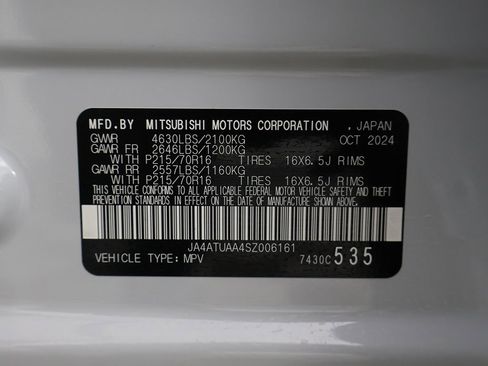 MFD.BY MITSUBISHI MOTORS CORPORATION , JAPAN
GVWR 4630LBS/2100KG OCT 2024
GAWR FR 2646LBS/1200KG
WITH P215/70R16 TIRES 16X6.5J RIMS
GAWR RR 2557LBS/1160KG
WITH P215/70R16 TIRES 16X6.5J RIMS
THIS VEHICLE CONFORMS TO ALL APPLICABLE FEDERAL MOTOR VEHICLE SAFETY AND THEFT
PREVENTION STANDARDS IN EFFECT ON THE DATE OF MANUFACTURE SHOWN ABOVE.
JA4ATUAA4SZ006161
VEHICLE TYPE: MPV 7430C 535